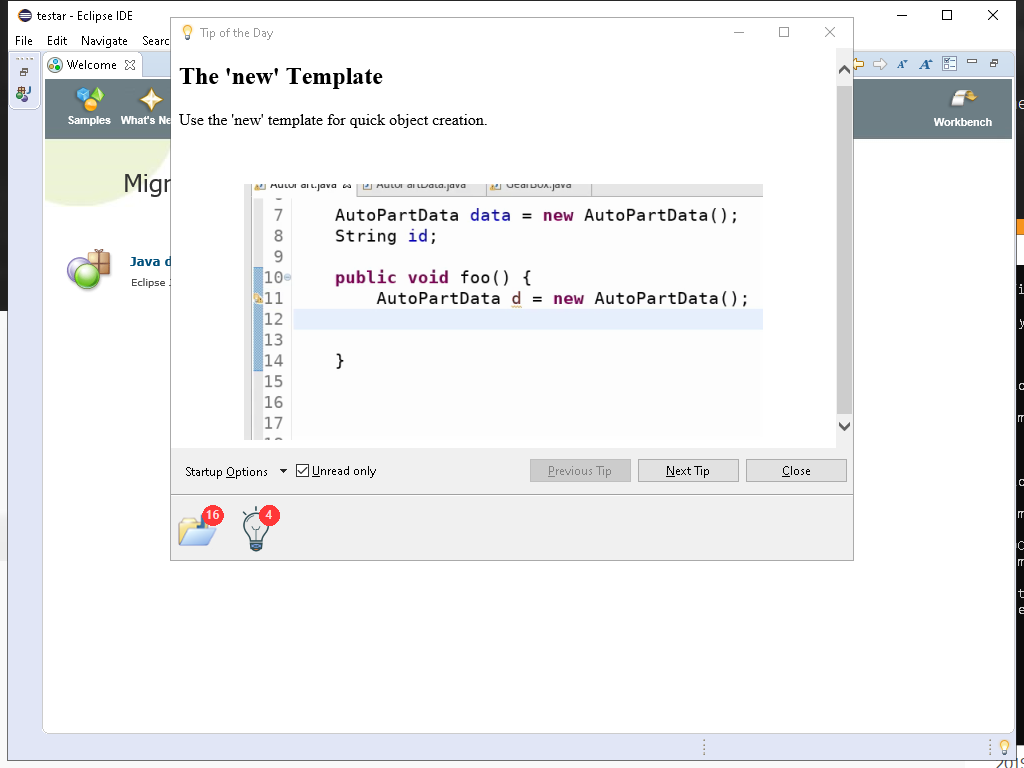 testar - Eclipse IDE
File Edit Navigate Searc
Tip of the Day
Welcome
Samples What's Ne
Workbench
The 'new' Template
Use the 'new' template for quick object creation.
Migr
Java d
Eclipse
AutoPart.java AutoPartData.java GearBox.java
7 AutoPartData data = new AutoPartData();
8 String id;
9
10 public void foo() {
11 AutoPartData d = new AutoPartData();
12
13
14 }
15
16
17
Startup Options Unread only Previous Tip Next Tip Close
16 4